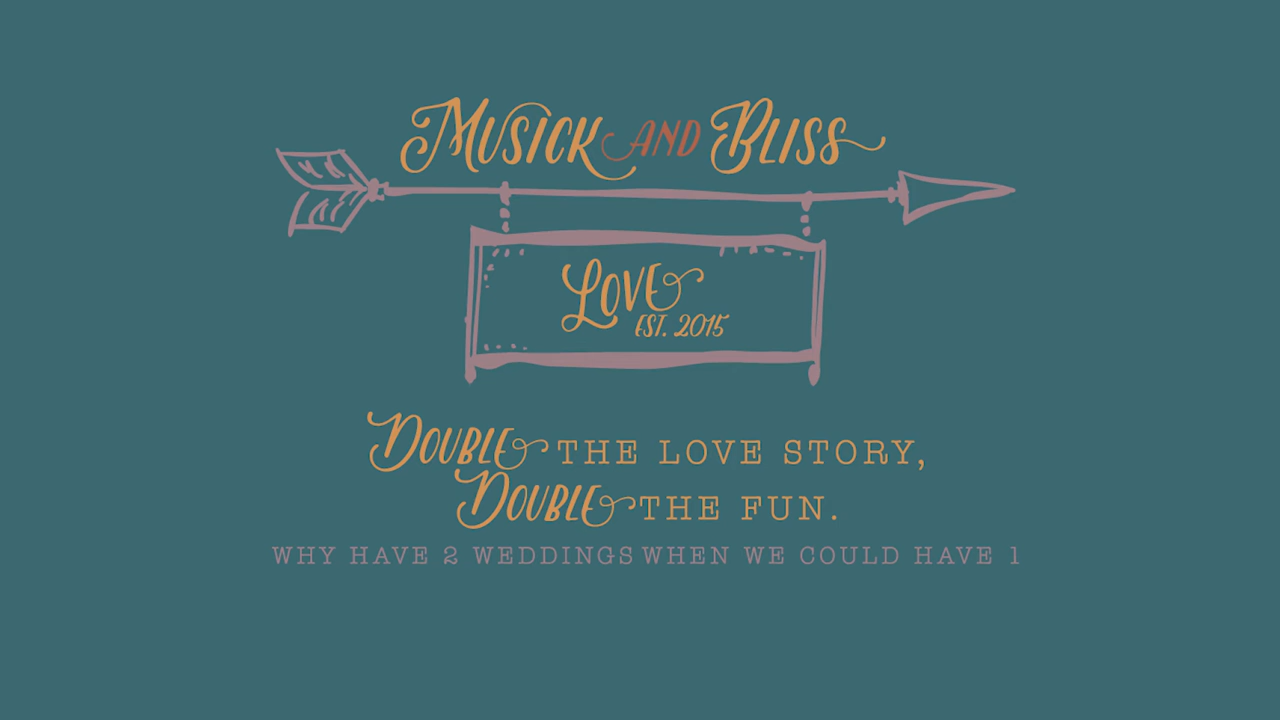 Musick and Bliss
Love
est. 2015
Double THE LOVE STORY,
Double THE FUN.
WHY HAVE 2 WEDDINGS WHEN WE COULD HAVE 1